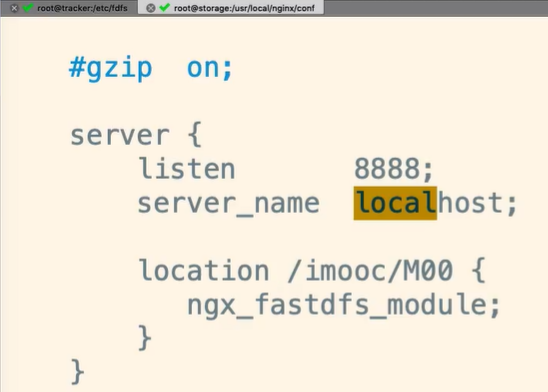 root@tracker:/etc/fdfs
root@storage:/usr/local/nginx/conf
#gzip  on;
server {
listen       8888;
server_name  localhost;
location /imooc/M00 {
ngx_fastdfs_module;
}
}